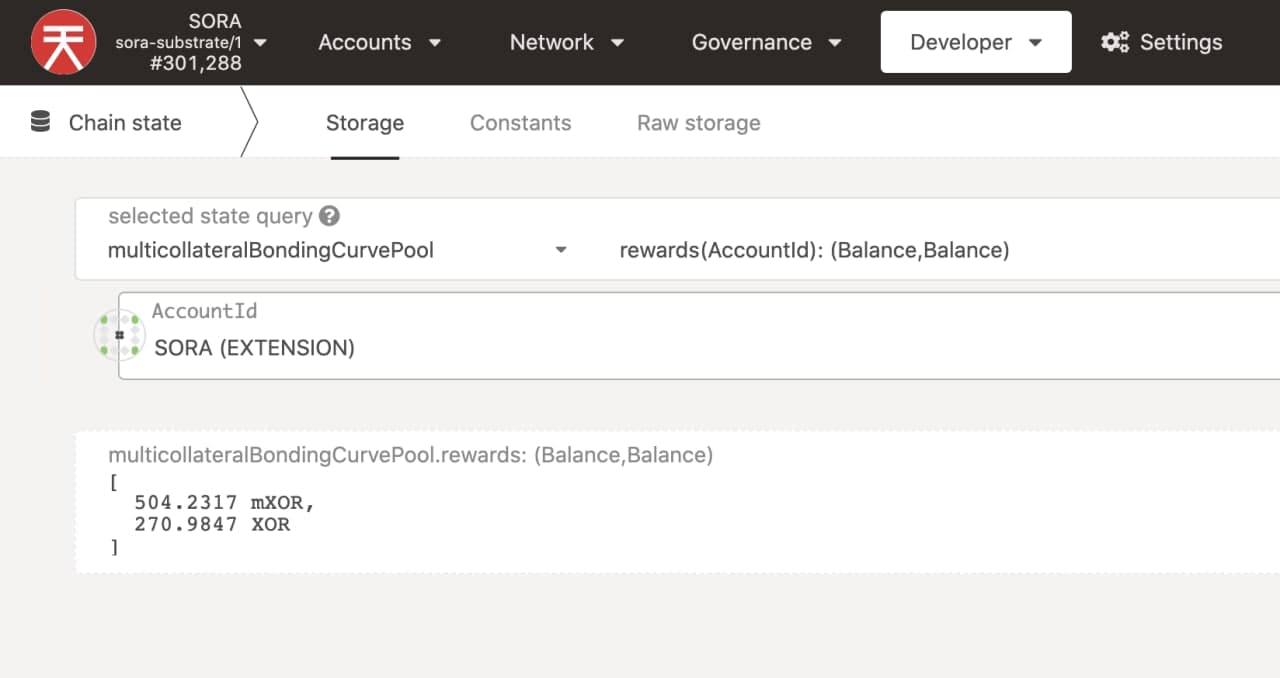 天
SORA
sora-substrate/1
#301,288
Accounts
Network
Governance
Developer
Settings
Chain state
Storage
Constants
Raw storage
selected state query ?
multicollateralBondingCurvePool
rewards(AccountId): (Balance,Balance)
AccountId
SORA (EXTENSION)
multicollateralBondingCurvePool.rewards: (Balance,Balance)
[
504.2317 mXOR,
270.9847 XOR
]